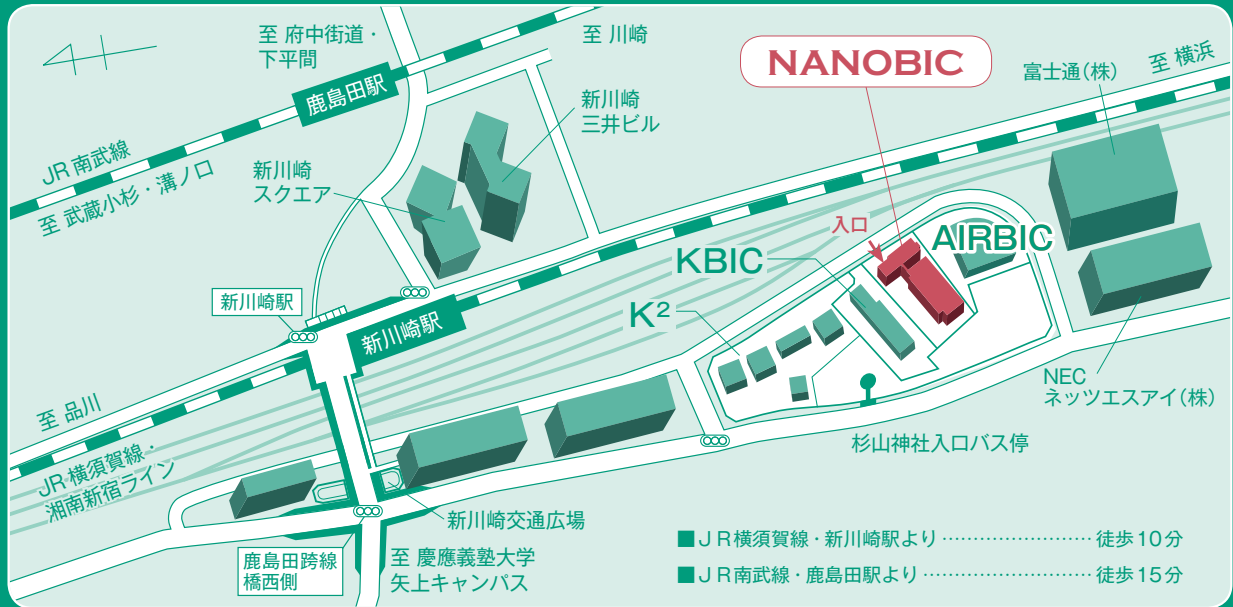 至 府中街道・
下平間
至 川崎
NANOBIC
富士通(株)
至 横浜
鹿島田駅
新川崎
三井ビル
JR 南武線
至 武蔵小杉・溝ノ口
新川崎
スクエア
入口
AIRBIC
KBIC
K²
新川崎駅
新川崎駅
NEC
ネッツエスアイ(株)
至 品川
杉山神社入口バス停
JR 横須賀線・
湘南新宿ライン
新川崎交通広場
鹿島田跨線
橋西側
至 慶應義塾大学
矢上キャンパス
■JR横須賀線・新川崎駅より……………………徒歩10分
■JR南武線・鹿島田駅より………………………徒歩15分